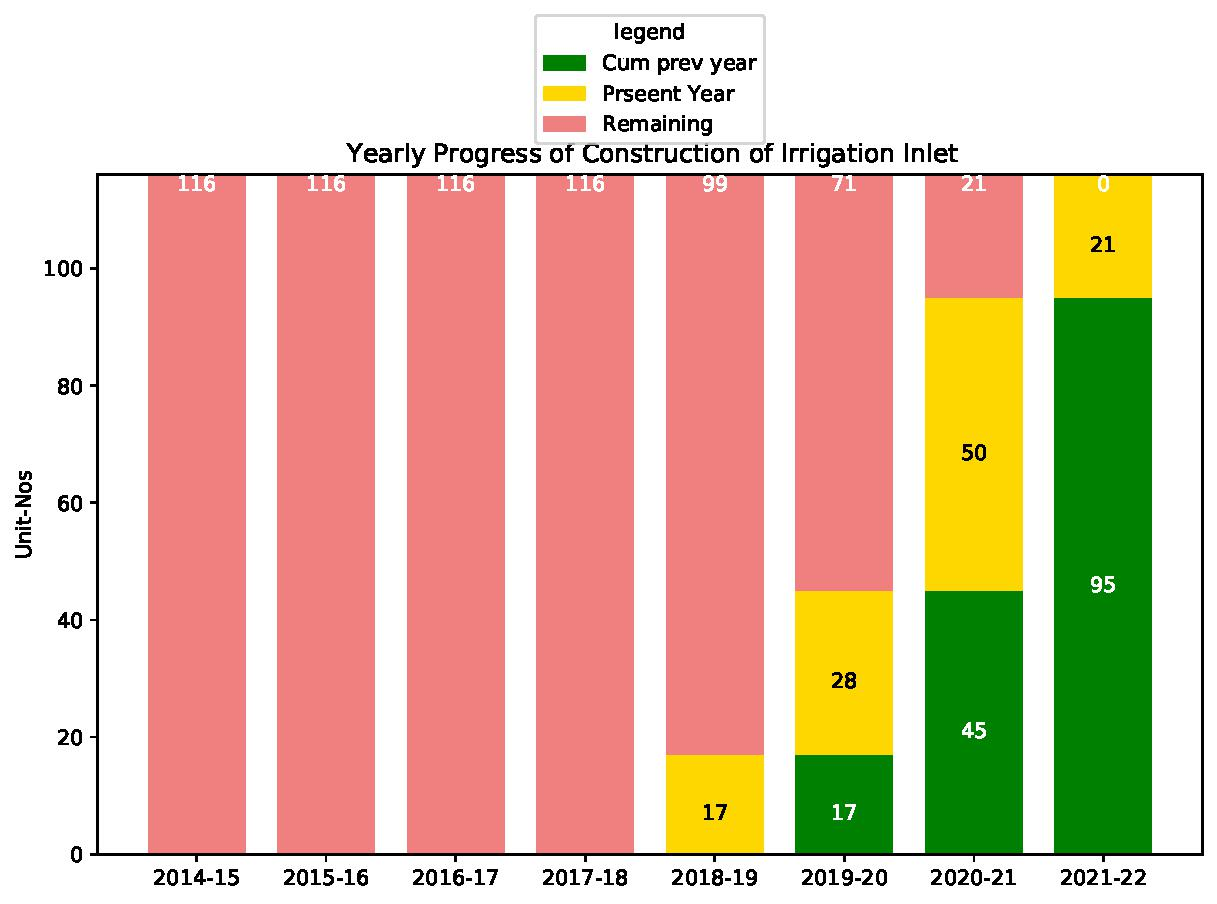 legend
Cum prev year
Prseent Year
Remaining
Yearly Progress of Construction of Irrigation Inlet
116 116 116 116 99 71 21 0
21
100
80
50
60
Unit-Nos
95
40
28
45
20
17 17
0
2014-15 2015-16 2016-17 2017-18 2018-19 2019-20 2020-21 2021-22